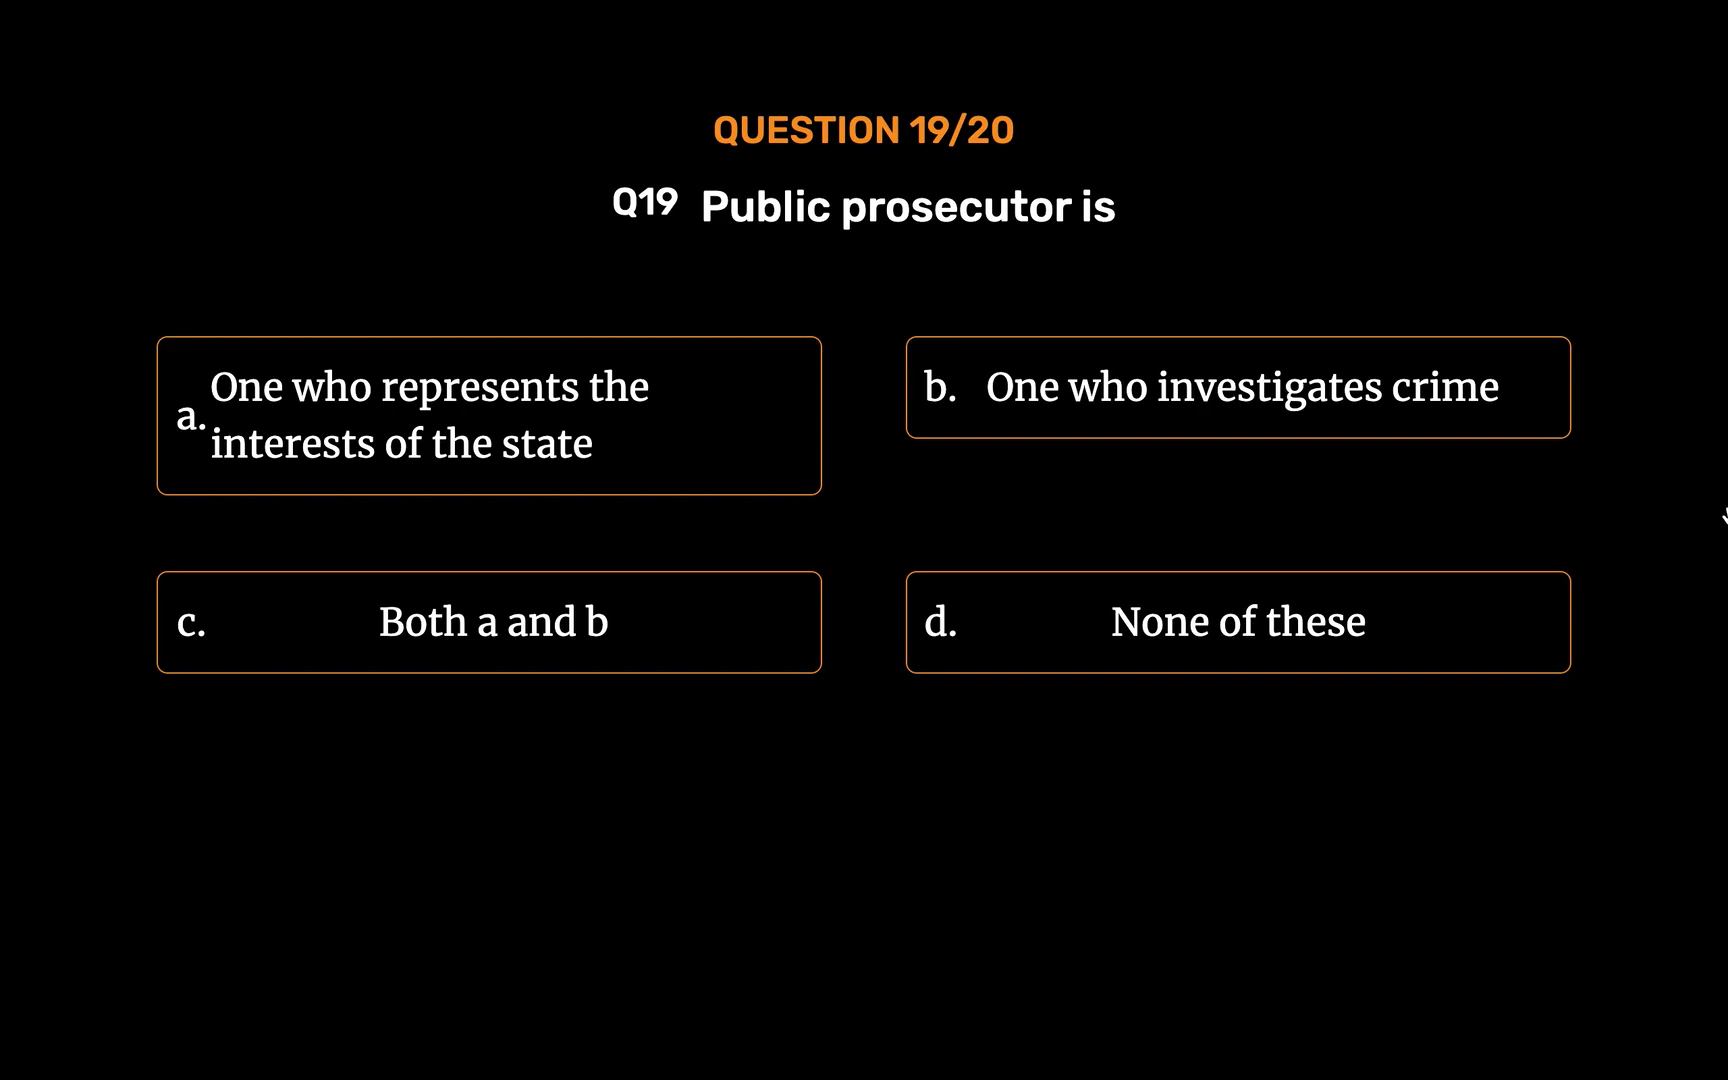 QUESTION 19/20
Q19 Public prosecutor is
a. One who represents the
interests of the state
b. One who investigates crime
c. Both a and b
d. None of these